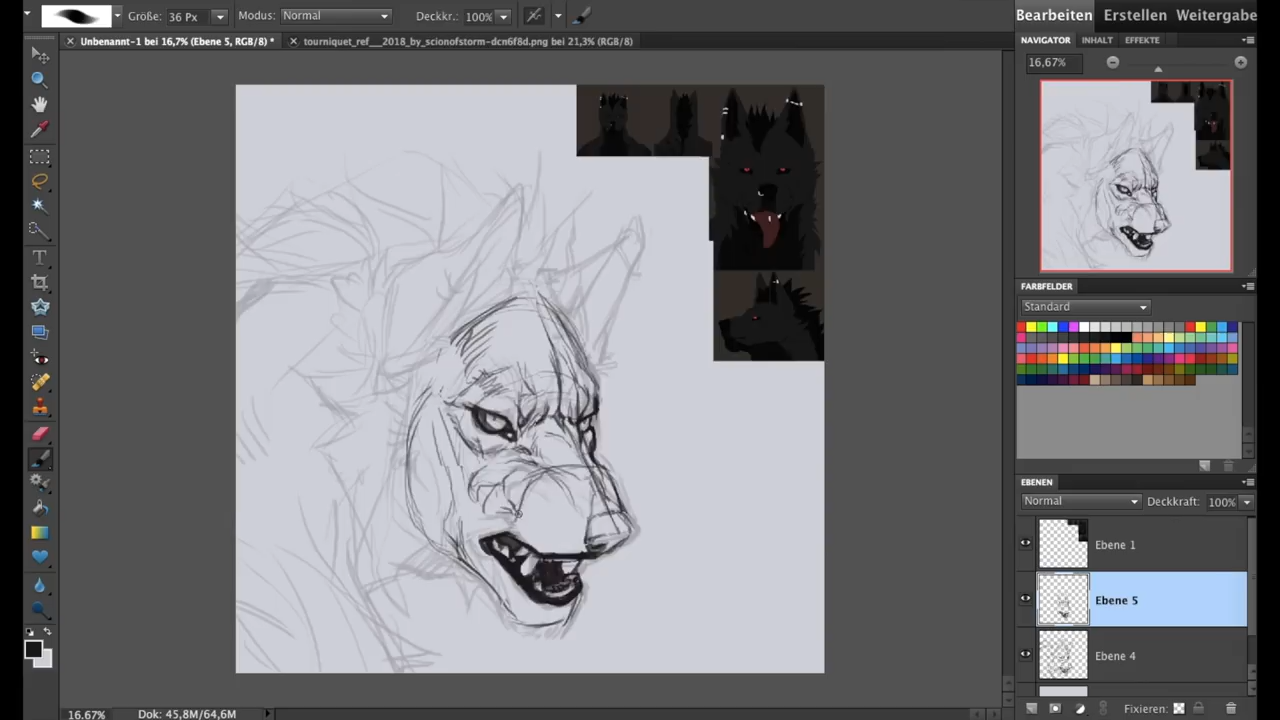 Größe: 36 Px Modus: Normal Deckkr.: 100%
Bearbeiten Erstellen Weitergabe
Unbenannt-1 bei 16,7% (Ebene 5, RGB/8) * tourniquet_ref__2018_by_scionofstorm-dcn6f8d.png bei 21,3% (RGB/8)
NAVIGATOR INHALT EFFEKTE
16,67%
FARBFELDER
Standard
EBENEN
Normal Deckkraft: 100%
Ebene 1
Ebene 5
Ebene 4
Fixieren:
16.67% Dok: 45,8M/64,6M